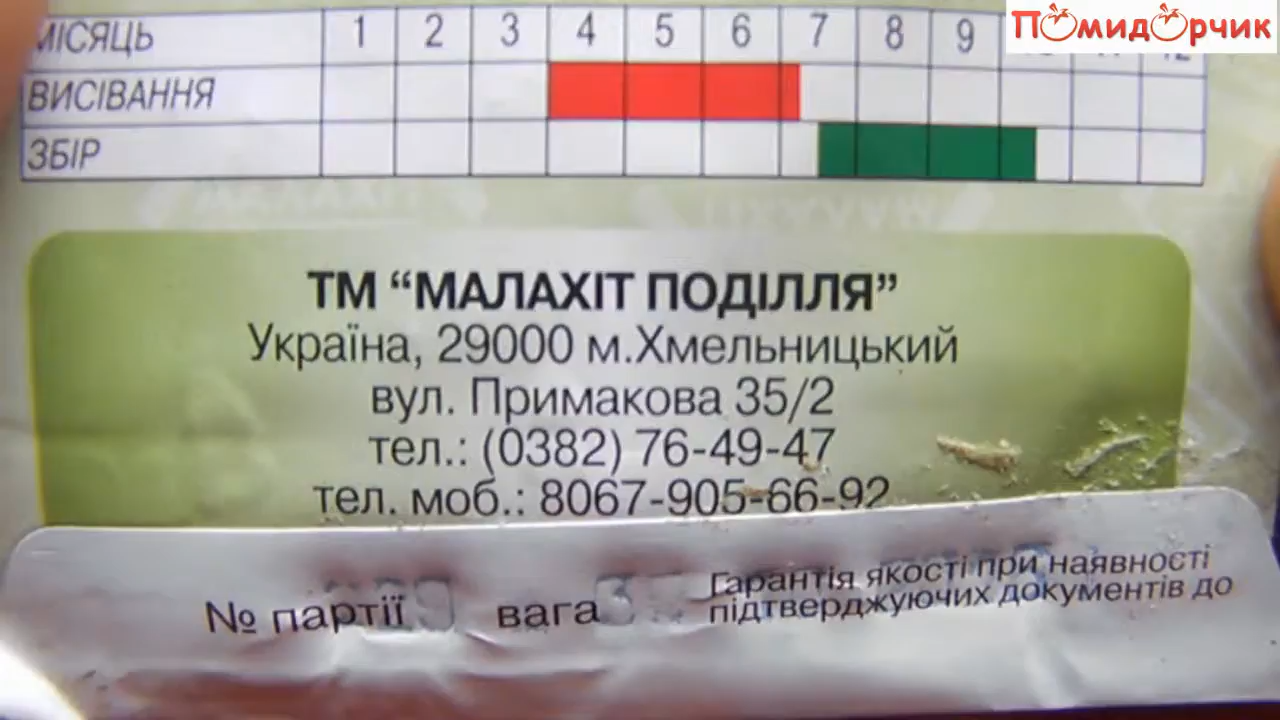 ПОМИДОРЧИК
МІСЯЦЬ 1 2 3 4 5 6 7 8 9
ВИСІВАННЯ
ЗБІР
МАЛАХІТ
ТМ “МАЛАХІТ ПОДІЛЛЯ”
Україна, 29000 м.Хмельницький
вул. Примакова 35/2
тел.: (0382) 76-49-47
тел. моб.: 8067-905-66-92
№ партії вага Гарантія якості при наявності
підтверджуючих документів до